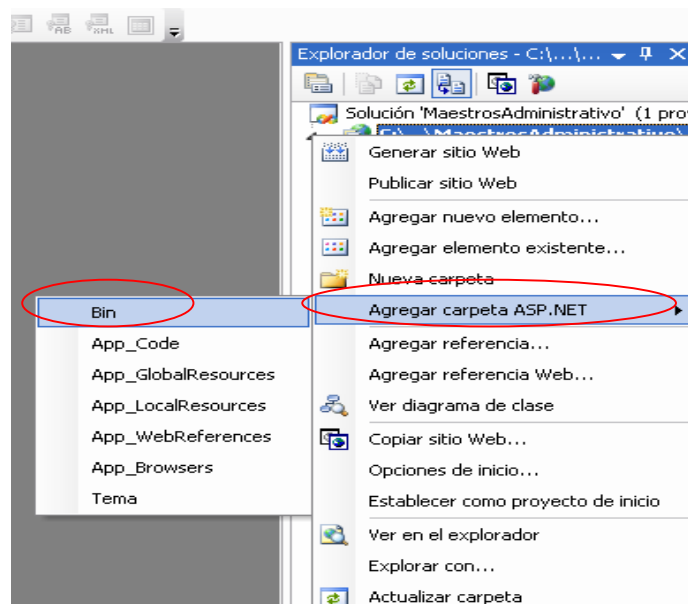 AB
XML
Explorador de soluciones - C:\...\...
Solución 'MaestrosAdministrativo' (1 pro
C:\...\MaestrosAdministrativo\
Generar sitio Web
Publicar sitio Web
Agregar nuevo elemento...
Agregar elemento existente...
Nueva carpeta
Agregar carpeta ASP.NET
Bin
App_Code
App_GlobalResources
App_LocalResources
App_WebReferences
App_Browsers
Tema
Agregar referencia...
Agregar referencia Web...
Ver diagrama de clase
Copiar sitio Web...
Opciones de inicio...
Establecer como proyecto de inicio
Ver en el explorador
Explorar con...
Actualizar carpeta